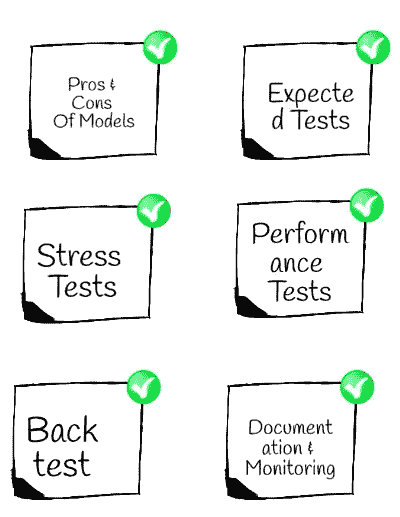 Pros &
Cons
Of Models
Expecte
d Tests
Stress
Tests
Perform
ance
Tests
Back
test
Document
ation &
Monitoring